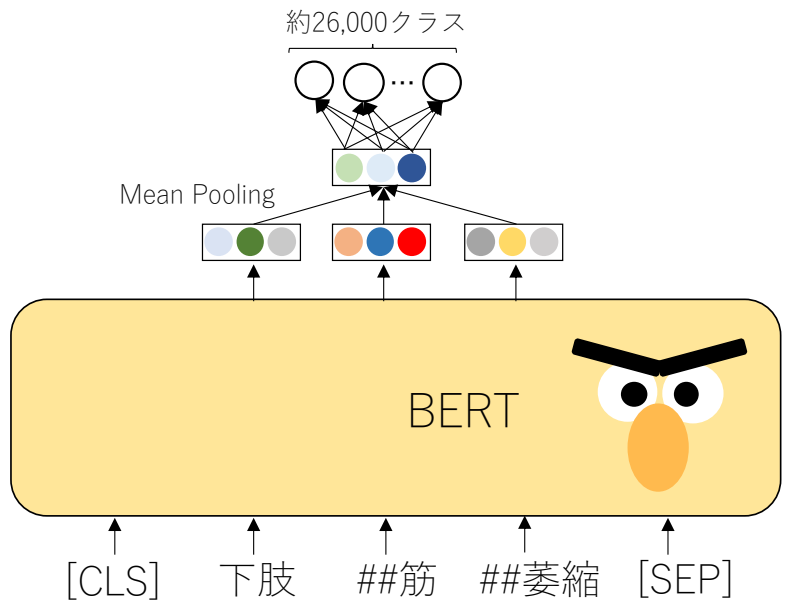 約26,000クラス
…
Mean Pooling
BERT
[CLS] 下肢 ##筋 ##萎縮 [SEP]